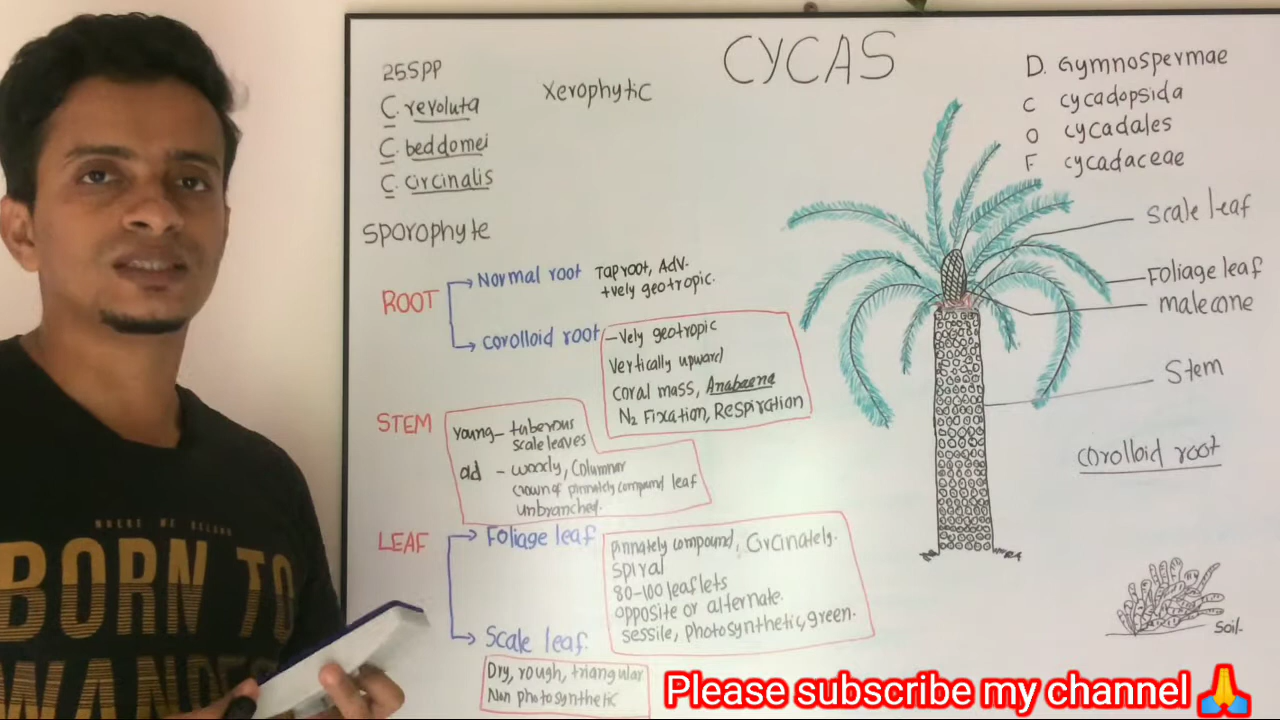 CYCAS
25SPP
C. revoluta
C. beddomei
C. circinalis
Xerophytic
D. Gymnospermae
C cycadopsida
O cycadales
F cycadaceae
Sporophyte
ROOT
Normal root
Taproot, Adv.
+vely geotropic.
corolloid root
-vely geotropic
vertically upward
coral mass, Anabaena
N2 Fixation, Respiration
STEM
young- tuberous
scale leaves
ad - woody, Columnar
crown of pinnately compound leaf
unbranched.
LEAF
Foliage leaf
pinnately compound, Circinately.
spiral
80-100 leaflets
opposite or alternate.
sessile, photosynthetic, green.
Scale leaf.
Dry, rough, triangular
Non photosynthetic
scale leaf
Foliage leaf
male cone
Stem
corolloid root
soil.
BORN TO
WANDER
Please subscribe my channel 🙏